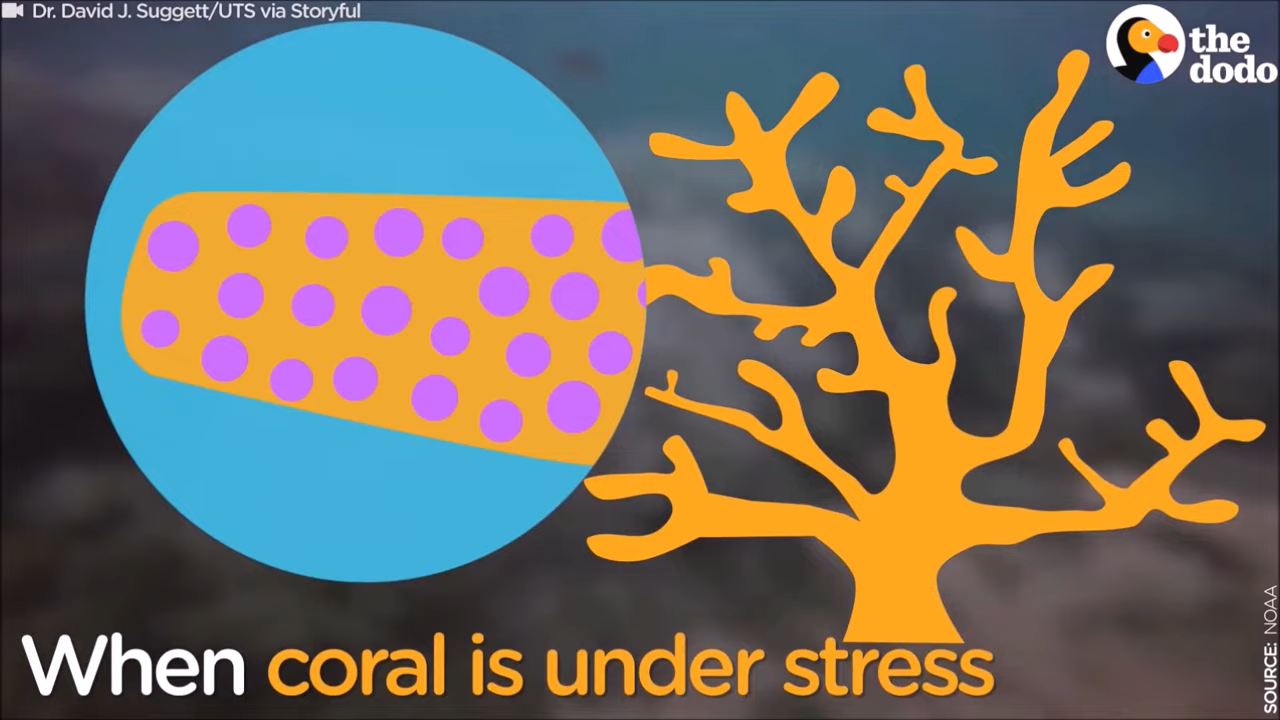 Dr. David J. Suggett/UTS via Storyful
the
dodo
When coral is under stress
SOURCE: NOAA